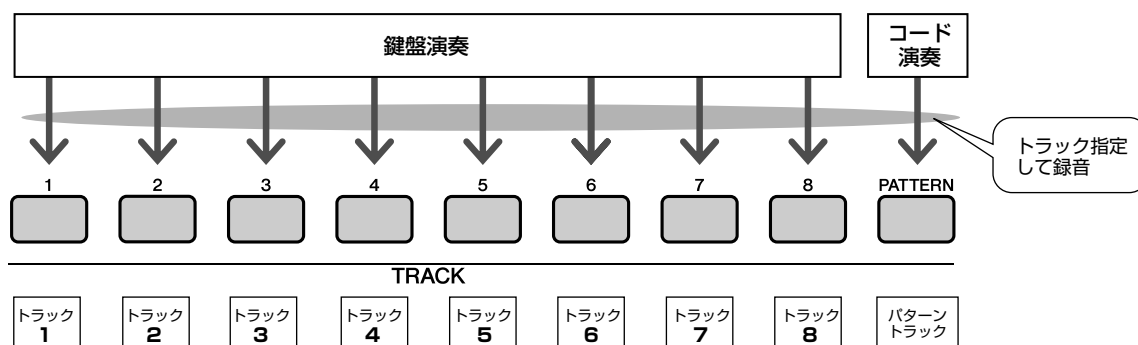 鍵盤演奏
コード
演奏
トラック指定
して録音
1 2 3 4 5 6 7 8 PATTERN
TRACK
トラック トラック トラック トラック トラック トラック トラック トラック パターン
1 2 3 4 5 6 7 8 トラック